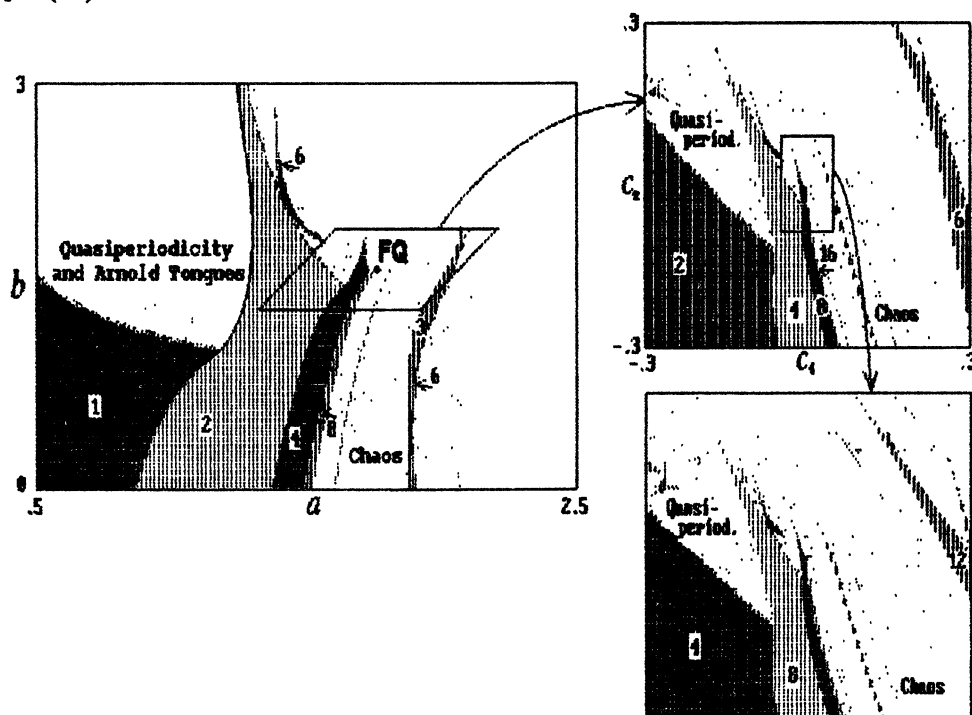 3
6
Quasiperiodicity
and Arnold Tongues
FQ
b
1
2
4
8
3
6
Chaos
0
.5
a
2.5
.3
Quasi-
period.
C₂
2
16
4
8
6
Chaos
-.3
-.3
C₁
.3
Quasi-
period.
12
4
8
Chaos